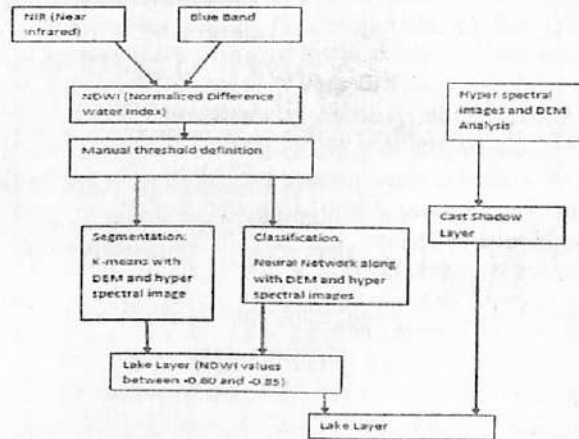 NIR (Near
infrared)
Blue Band
NDWI (Normalized Difference
Water Index)
Manual threshold definition
Hyper spectral
images and DEM
Analysis
Segmentation:
K-means with
DEM and hyper
spectral image
Classification:
Neural Network along
with DEM and hyper
spectral images
Cast Shadow
Layer
Lake Layer (NDWI values
between -0.60 and -0.85)
Lake Layer